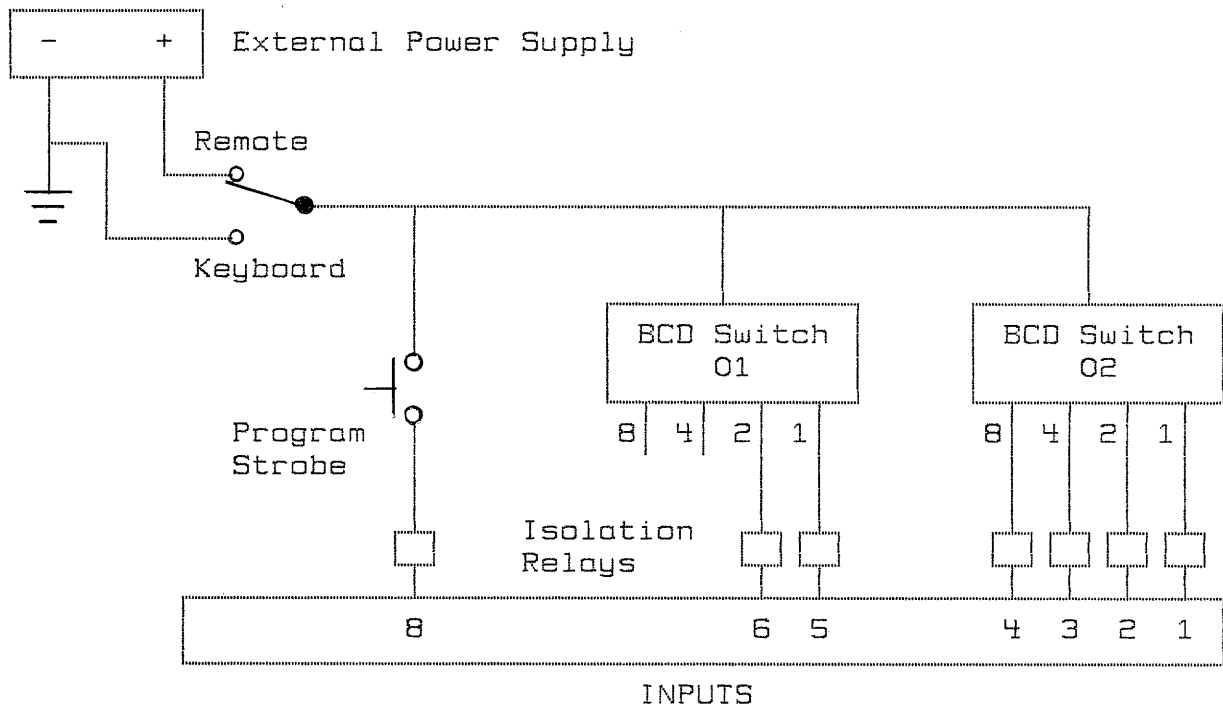 - + External Power Supply
Remote
Keyboard
BCD Switch
01
BCD Switch
02
8 4 2 1
8 4 2 1
Program
Strobe
Isolation
Relays
8 6 5 4 3 2 1
INPUTS